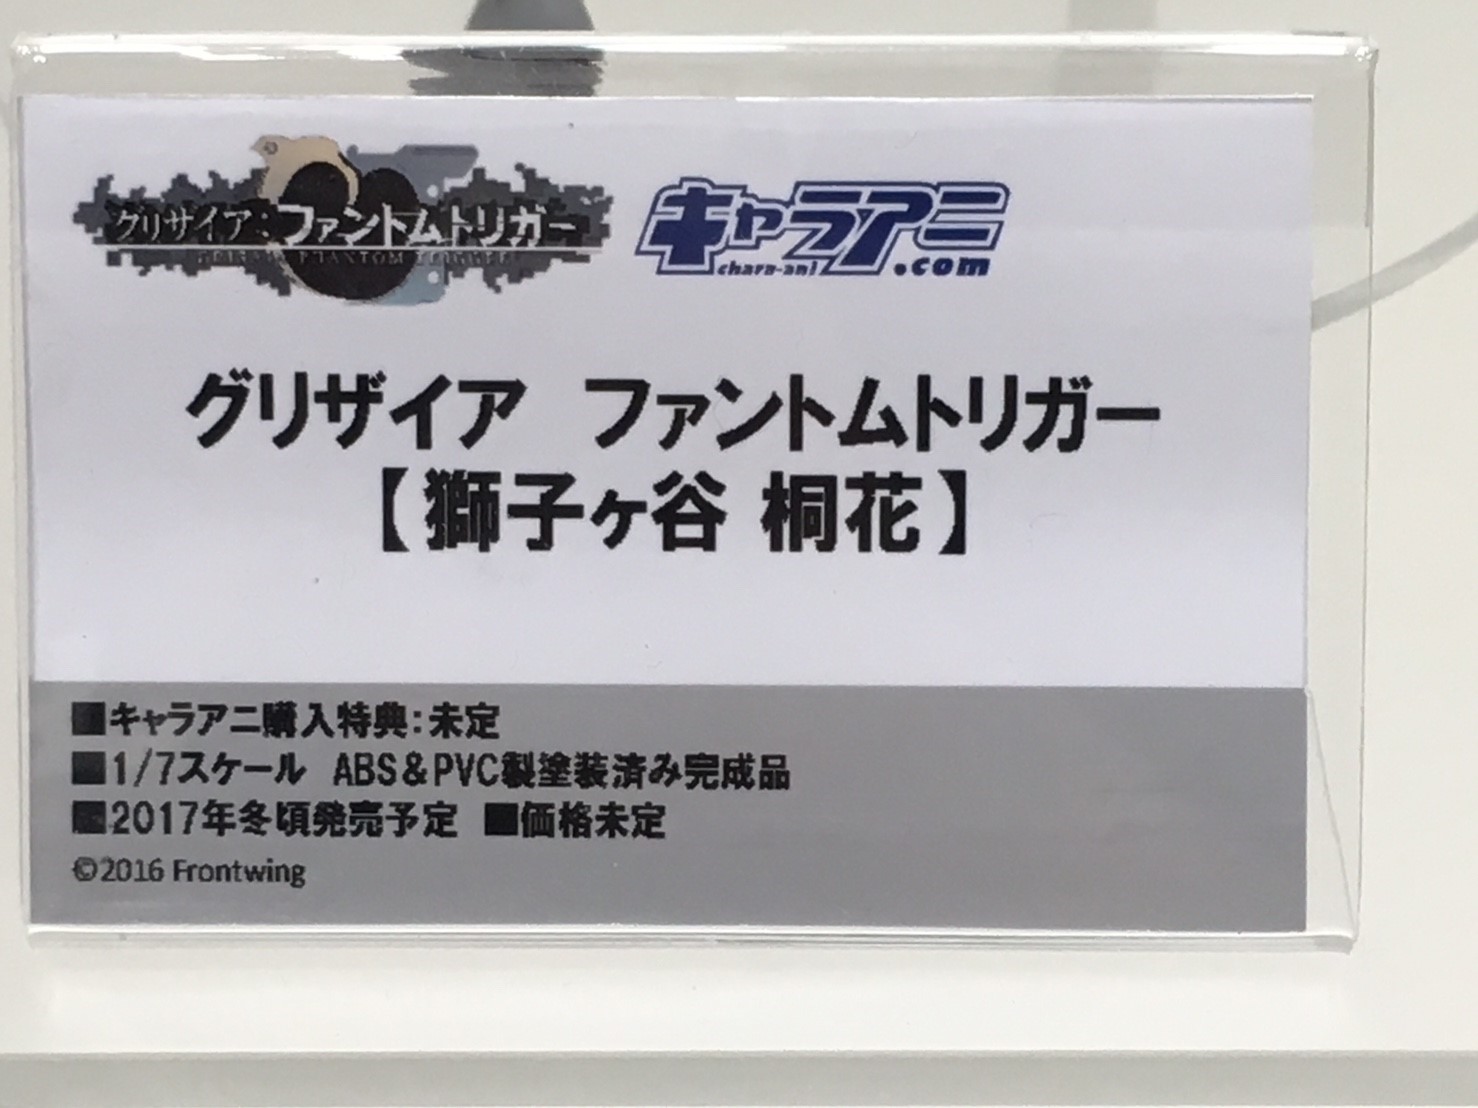 グリザイア:ファントムトリガー
GRISAIA PHANTOM TRIGGER
キャラアニ.com
chara-ani
グリザイア　ファントムトリガー
【獅子ヶ谷 桐花】
■キャラアニ購入特典:未定
■1/7スケール　ABS&PVC製塗装済み完成品
■2017年冬頃発売予定　■価格未定
©2016 Frontwing